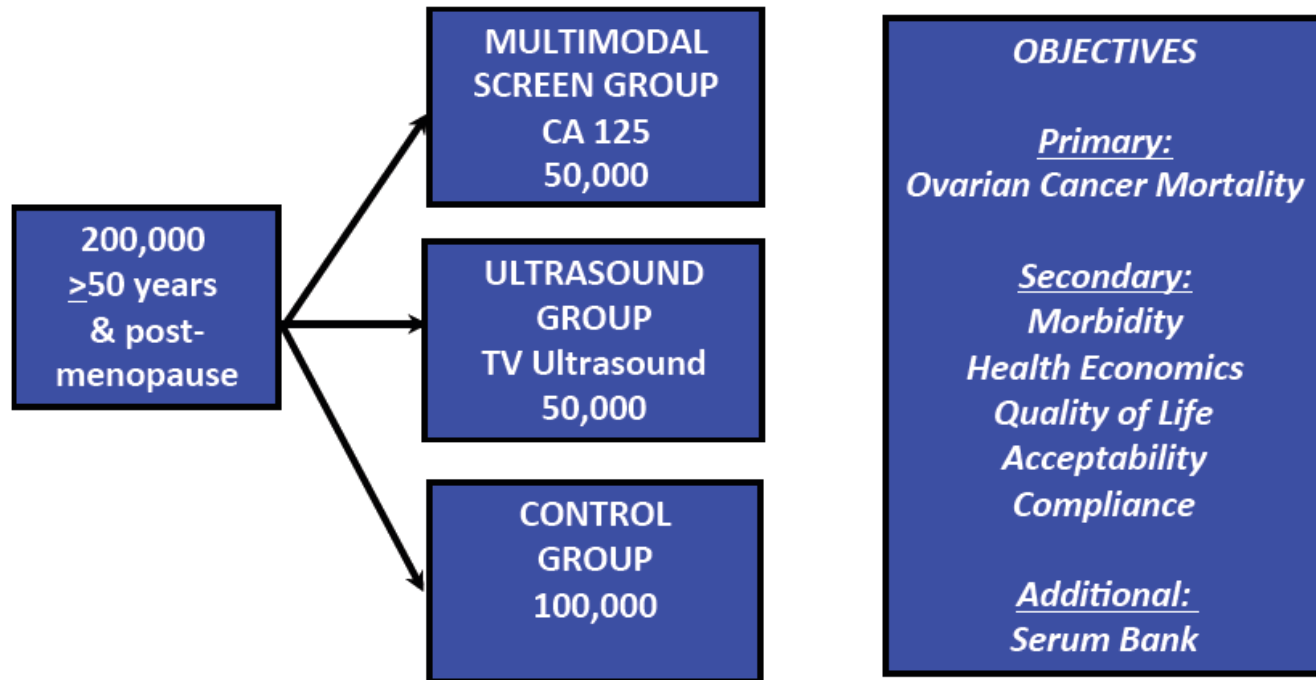 200,000
≥50 years
& post-
menopause
MULTIMODAL
SCREEN GROUP
CA 125
50,000
ULTRASOUND
GROUP
TV Ultrasound
50,000
CONTROL
GROUP
100,000
OBJECTIVES
Primary:
Ovarian Cancer Mortality
Secondary:
Morbidity
Health Economics
Quality of Life
Acceptability
Compliance
Additional:
Serum Bank